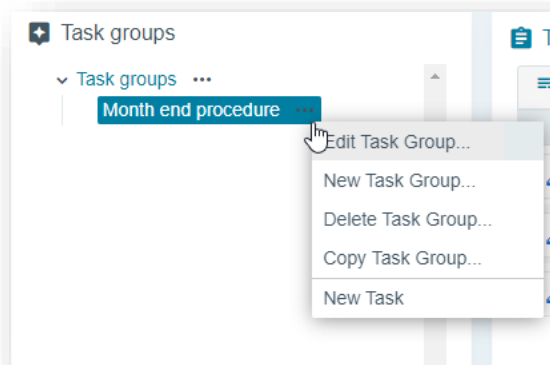 Task groups
Task groups ...
Month end procedure ...
Edit Task Group...
New Task Group...
Delete Task Group...
Copy Task Group...
New Task